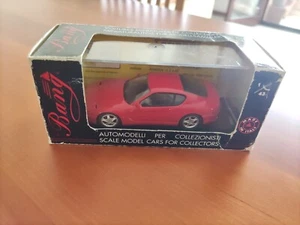 Bang
AUTOMODELLI PER COLLEZIONISTI
SCALE MODEL CARS FOR COLLECTORS